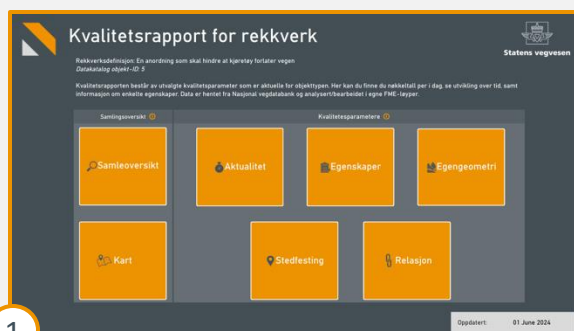 Kvalitetsrapport for rekkverk
Statens vegvesen
Rekkverksdefinisjon: En anordning som skal hindre at kjøretøy forlater vegen
Datakatalog objekt-ID: 5
Kvalitetsrapporten består av utvalgte kvalitetsparameter som er aktuelle for objekttypen. Her kan du finne du nøkkeltall per i dag, se utvikling over tid, samt
informasjon om enkelte egenskaper. Data er hentet fra Nasjonal vegdatabank og analysert/bearbeidet i egne FME-løyper.
Samlingsoversikt
Kvalitetesparametere
Samleoversikt
Aktualitet
Egenskaper
Egengeometri
Kart
Stedfesting
Relasjon
Oppdatert: 01 June 2024
1